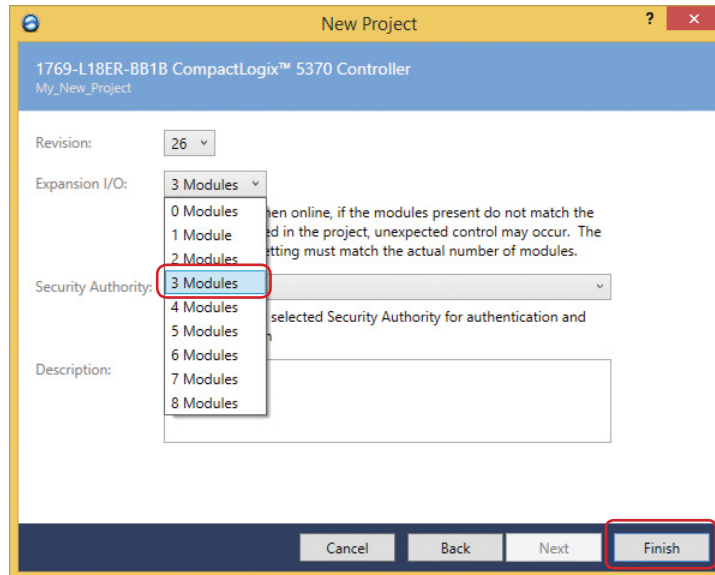 New Project
?
×
1769-L18ER-BB1B CompactLogix™ 5370 Controller
My_New_Project
Revision:
26
Expansion I/O:
3 Modules
0 Modules
1 Module
2 Modules
3 Modules
4 Modules
5 Modules
6 Modules
7 Modules
8 Modules
online, if the modules present do not match the
in the project, unexpected control may occur. The
must match the actual number of modules.
Security Authority:
selected Security Authority for authentication and
Description:
Cancel
Back
Next
Finish